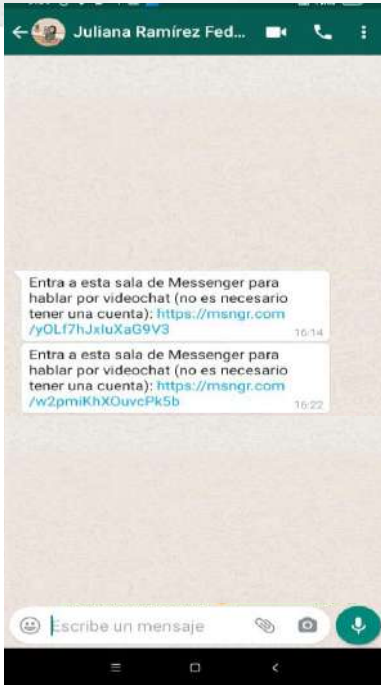 Juliana Ramírez Fed...
Entra a esta sala de Messenger para
hablar por videochat (no es necesario
tener una cuenta): https://msngr.com
/yOLf7hJxluXaG9V3
16:14
Entra a esta sala de Messenger para
hablar por videochat (no es necesario
tener una cuenta): https://msngr.com
/w2pmiKhXOuvcPk5b
16:22
Escribe un mensaje